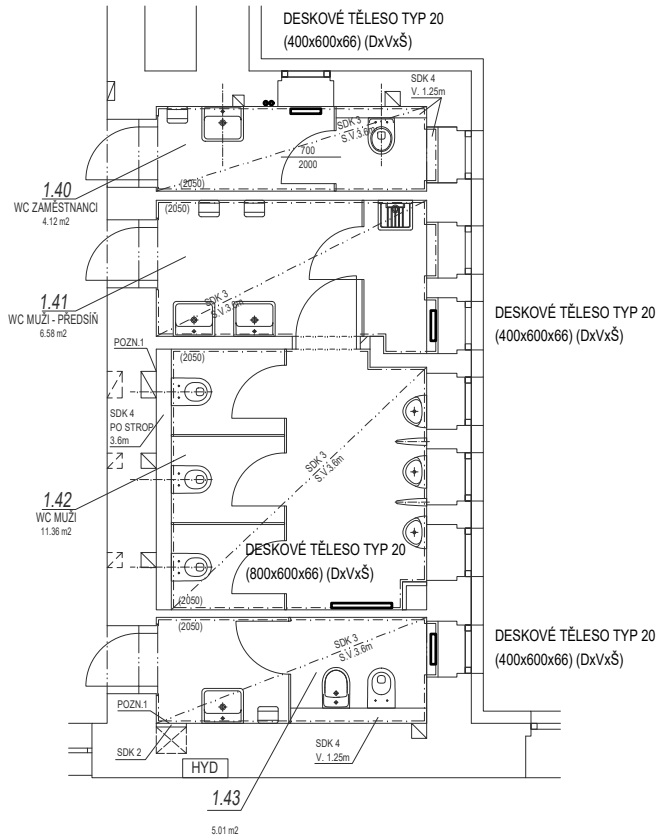 DESKOVÉ TĚLESO TYP 20
(400x600x66) (DxVxŠ)
SDK 4
V. 1.25m
SDK 3
S.V.3.6m
700
2000
1.40
WC ZAMĚSTNANCI
4.12 m2
(2050)
(2050)
1.41
WC MUŽI - PŘEDSÍŇ
6.58 m2
SDK 3
S.V.3.6m
DESKOVÉ TĚLESO TYP 20
(400x600x66) (DxVxŠ)
POZN.1
(2050)
SDK 4
PO STROP
3.6m
SDK 3
S.V.3.6m
1.42
WC MUŽI
11.36 m2
DESKOVÉ TĚLESO TYP 20
(800x600x66) (DxVxŠ)
(2050)
(2050)
SDK 3
S.V.3.6m
DESKOVÉ TĚLESO TYP 20
(400x600x66) (DxVxŠ)
POZN.1
SDK 2
HYD
SDK 4
V. 1.25m
1.43
5.01 m2